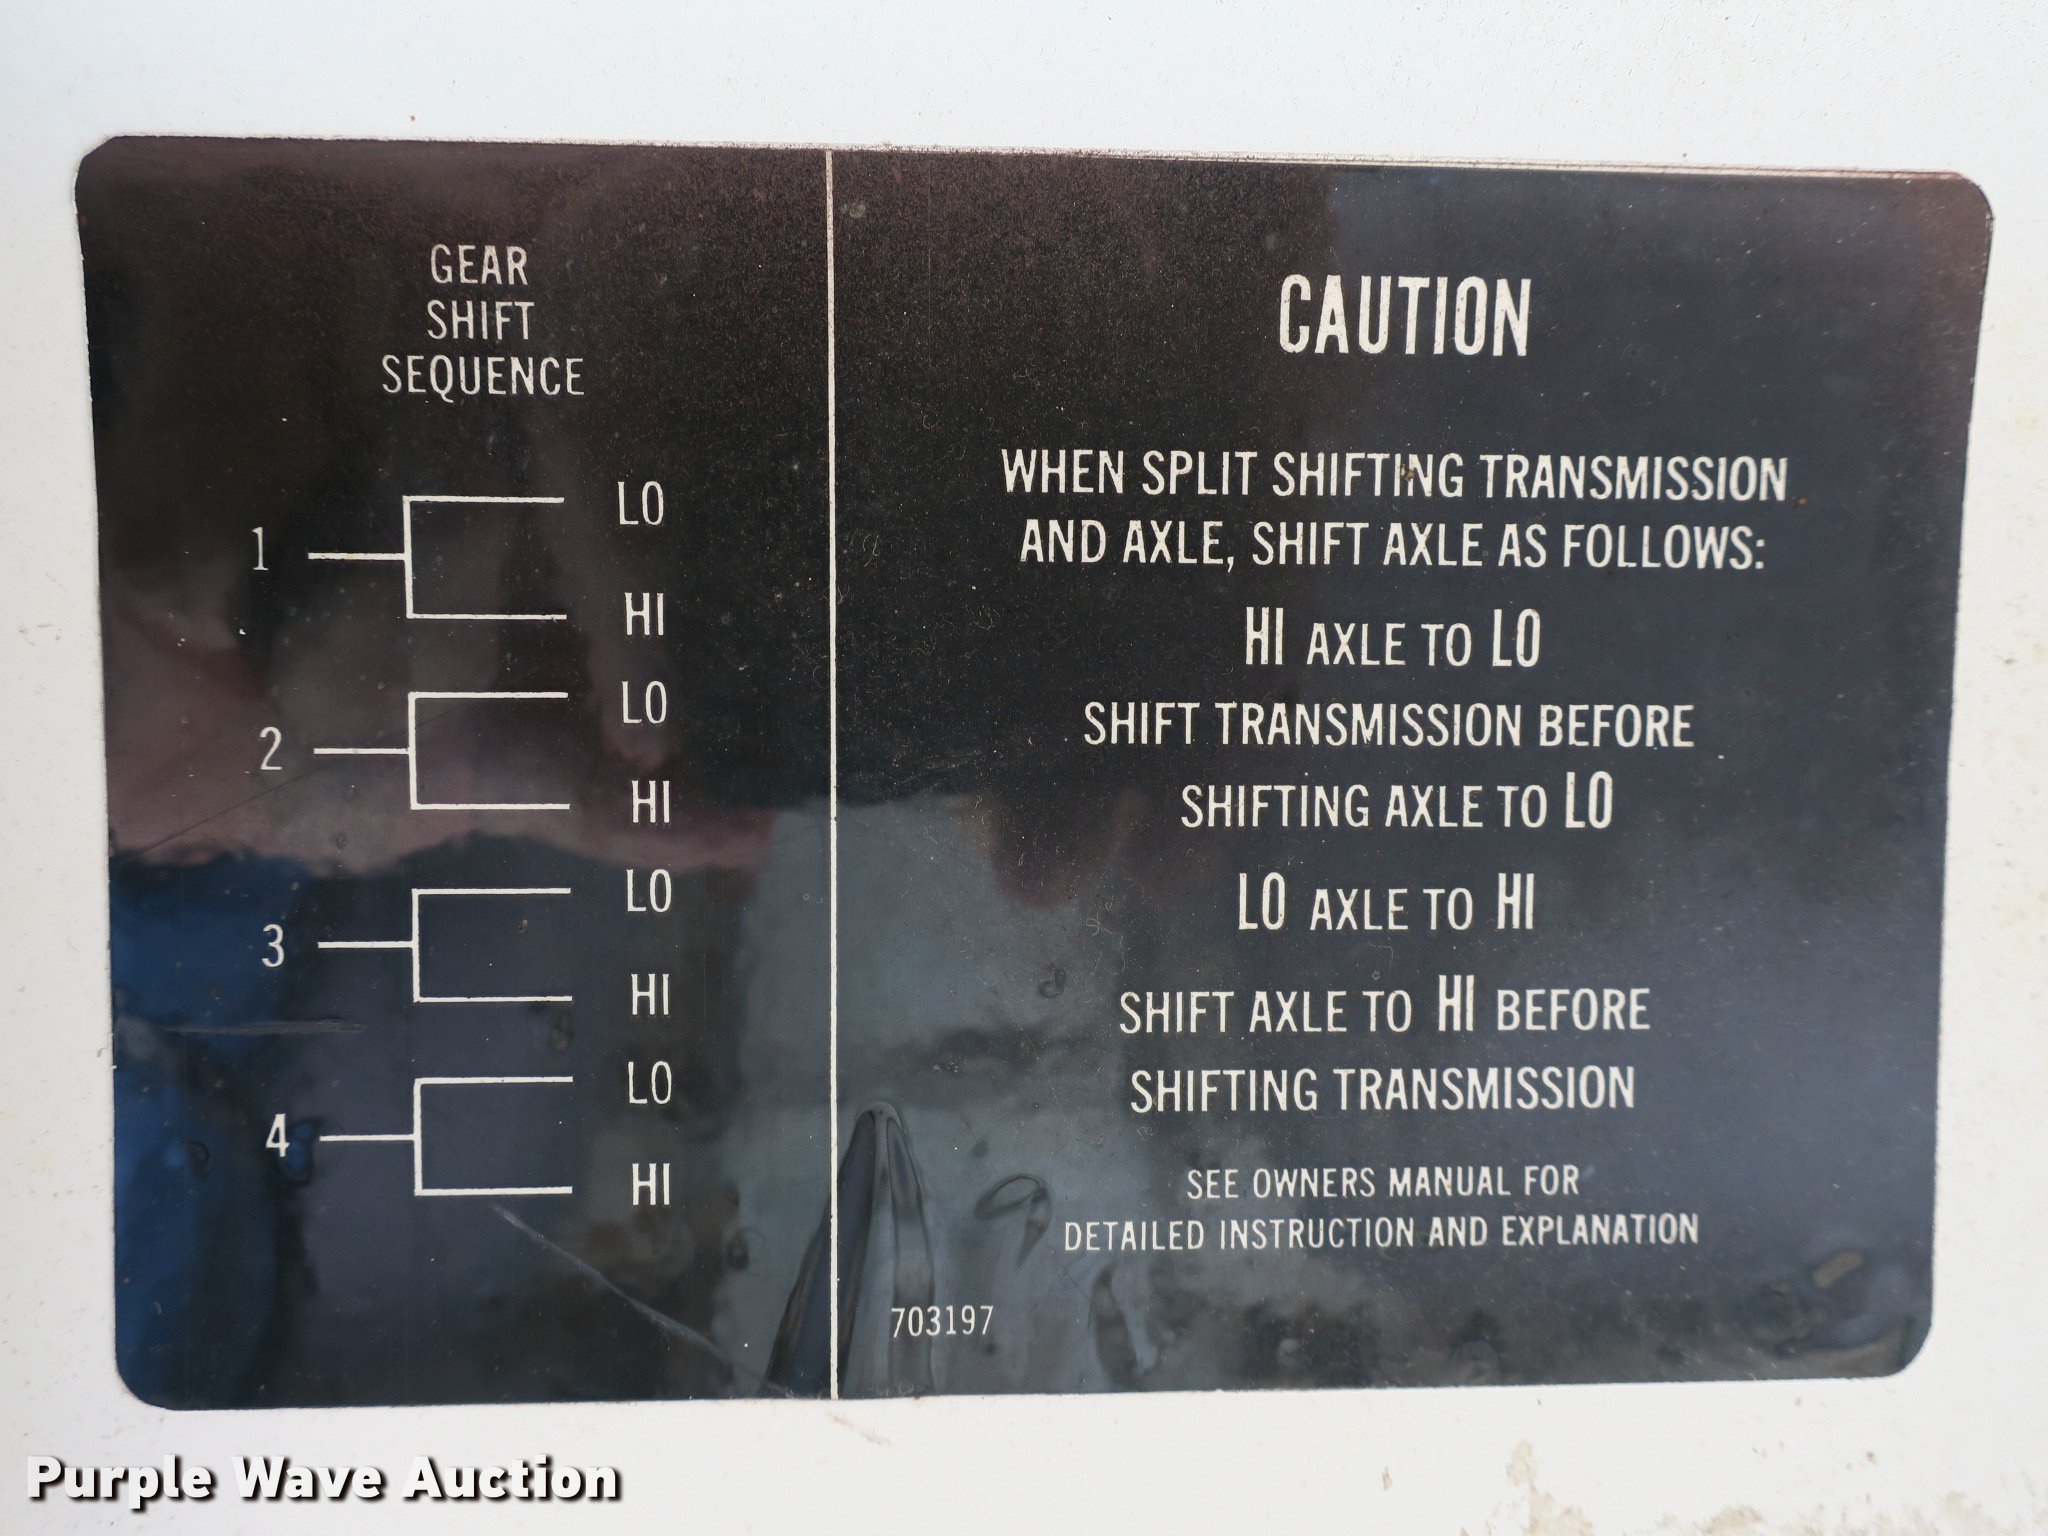 GEAR
SHIFT
SEQUENCE
1
LO
HI
2
LO
HI
3
LO
HI
4
LO
HI
CAUTION
WHEN SPLIT SHIFTING TRANSMISSION
AND AXLE, SHIFT AXLE AS FOLLOWS:
HI AXLE TO LO
SHIFT TRANSMISSION BEFORE
SHIFTING AXLE TO LO
LO AXLE TO HI
SHIFT AXLE TO HI BEFORE
SHIFTING TRANSMISSION
SEE OWNERS MANUAL FOR
DETAILED INSTRUCTION AND EXPLANATION
703197
Purple Wave Auction